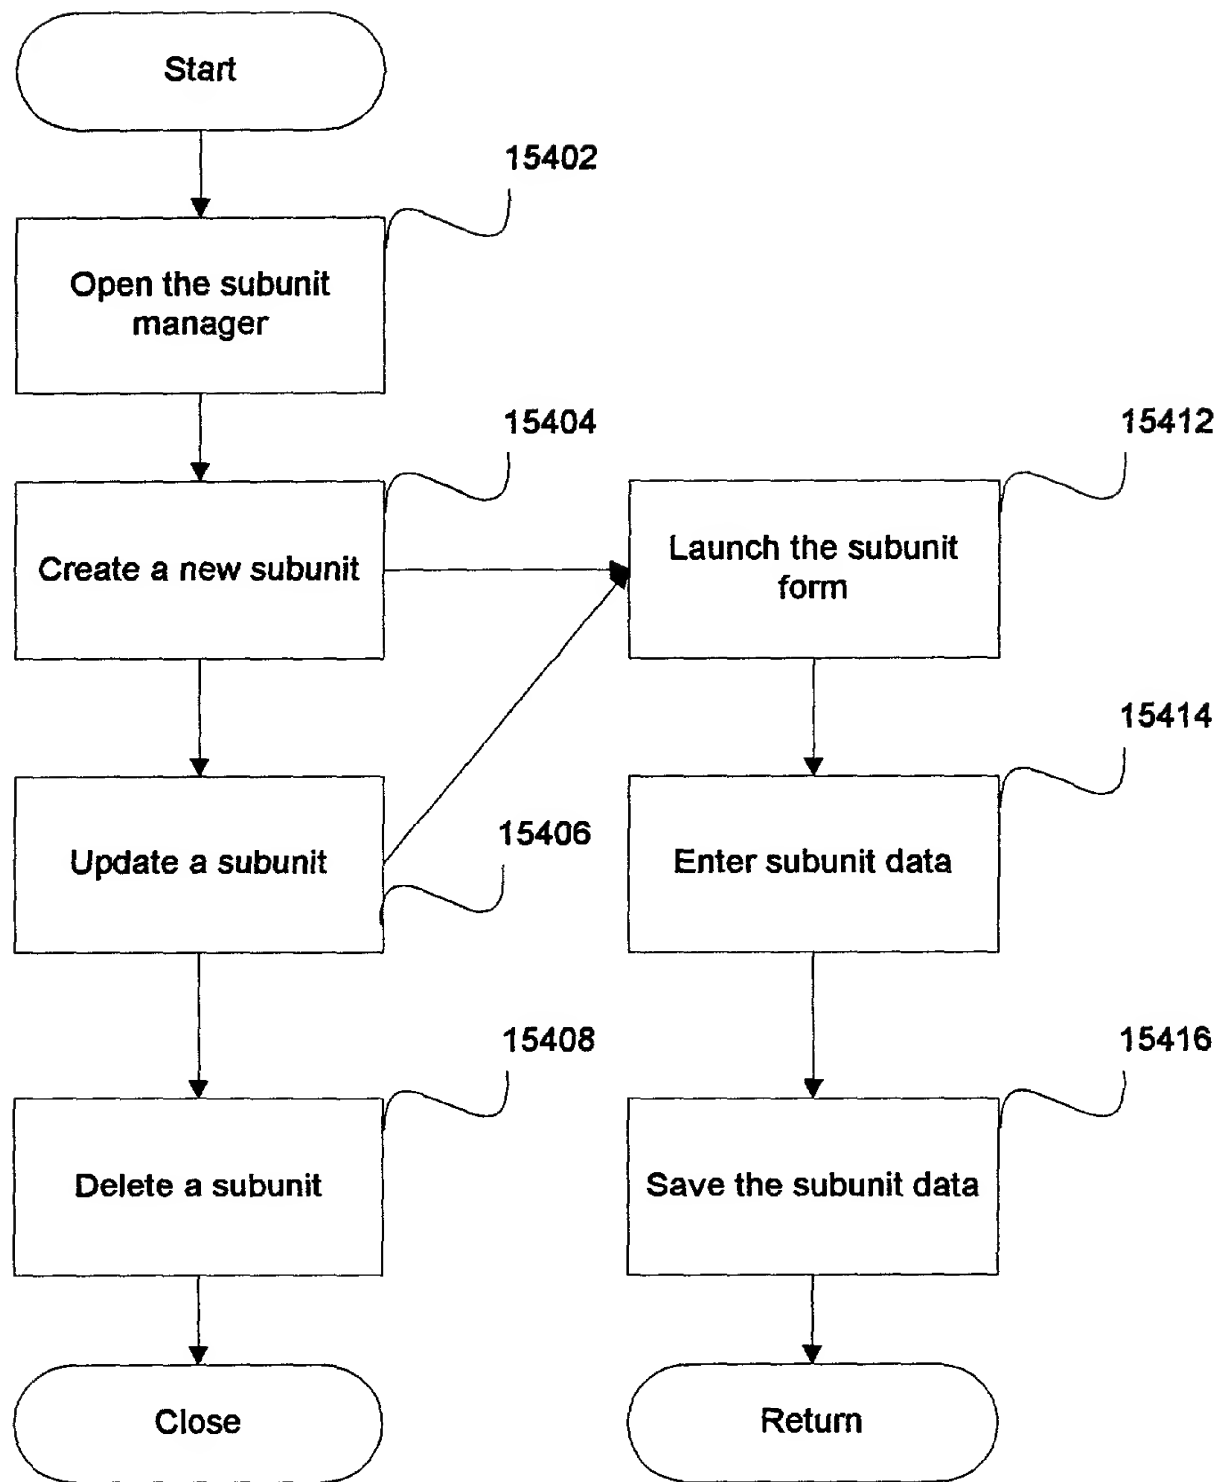 Start
15402
Open the subunit
manager
15404
Create a new subunit
15412
Launch the subunit
form
15406
Update a subunit
15414
Enter subunit data
15408
Delete a subunit
15416
Save the subunit data
Close
Return